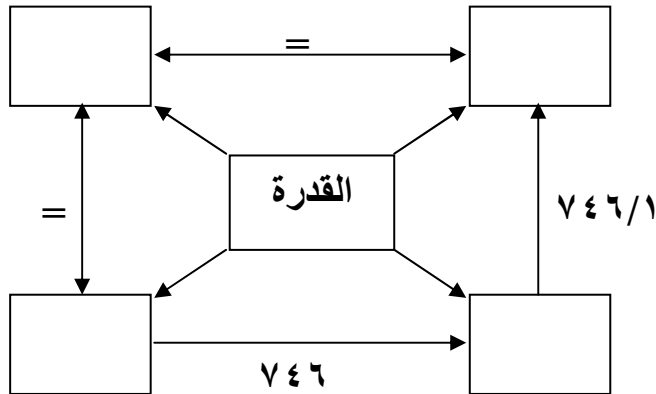 =
القدرة
=
٧٤٦/١
٧٤٦